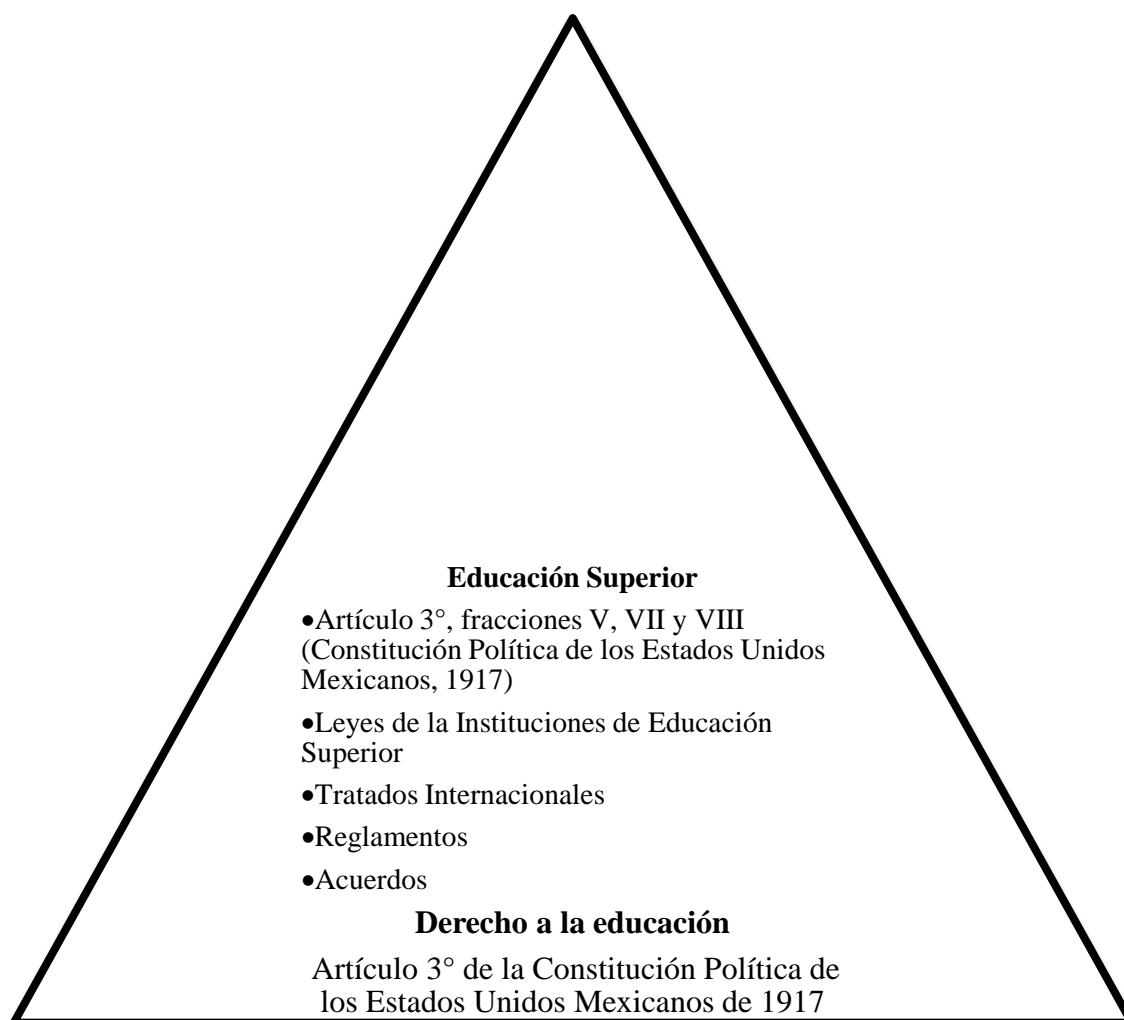 Educación Superior
•Artículo 3°, fracciones V, VII y VIII
(Constitución Política de los Estados Unidos
Mexicanos, 1917)
•Leyes de la Instituciones de Educación
Superior
•Tratados Internacionales
•Reglamentos
•Acuerdos
Derecho a la educación
Artículo 3° de la Constitución Política de
los Estados Unidos Mexicanos de 1917